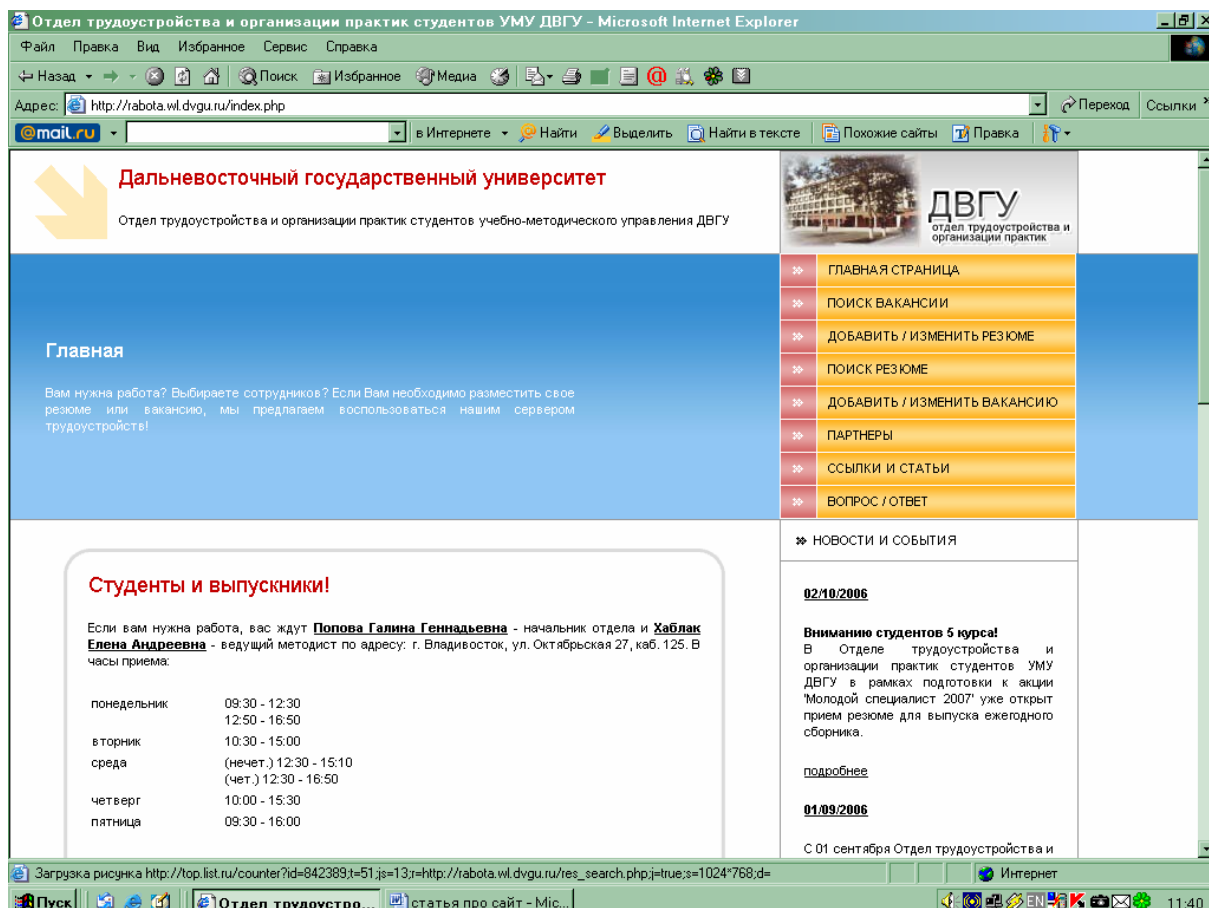 Отдел трудоустройства и организации практик студентов УМУ ДВГУ - Microsoft Internet Explorer
Файл Правка Вид Избранное Сервис Справка
Назад Поиск Избранное Медиа
Адрес: http://rabota.wl.dvgu.ru/index.php Переход Ссылки »
@mail.ru в Интернете Найти Выделить Найти в тексте Похожие сайты Правка
Дальневосточный государственный университет
Отдел трудоустройства и организации практик студентов учебно-методического управления ДВГУ
ДВГУ
отдел трудоустройства и
организации практик
ГЛАВНАЯ СТРАНИЦА
ПОИСК ВАКАНСИИ
ДОБАВИТЬ / ИЗМЕНИТЬ РЕЗЮМЕ
ПОИСК РЕЗЮМЕ
ДОБАВИТЬ / ИЗМЕНИТЬ ВАКАНСИЮ
ПАРТНЕРЫ
ССЫЛКИ И СТАТЬИ
ВОПРОС / ОТВЕТ
Главная
Вам нужна работа? Выбираете сотрудников? Если Вам необходимо разместить свое
резюме или вакансию, мы предлагаем воспользоваться нашим сервером
трудоустройств!
Студенты и выпускники!
Если вам нужна работа, вас ждут Попова Галина Геннадьевна - начальник отдела и Хаблак
Елена Андреевна - ведущий методист по адресу: г. Владивосток, ул. Октябрьская 27, каб. 125. В
часы приема:
понедельник 09:30 - 12:30
12:50 - 16:50
вторник 10:30 - 15:00
среда (нечет.) 12:30 - 15:10
(чет.) 12:30 - 16:50
четверг 10:00 - 15:30
пятница 09:30 - 16:00
НОВОСТИ И СОБЫТИЯ
02/10/2006
Вниманию студентов 5 курса!
В Отделе трудоустройства и
организации практик студентов УМУ
ДВГУ в рамках подготовки к акции
'Молодой специалист 2007' уже открыт
прием резюме для выпуска ежегодного
сборника.
подробнее
01/09/2006
С 01 сентября Отдел трудоустройства и
Загрузка рисунка http://top.list.ru/counter?id=842389;t=51;js=13;r=http://rabota.wl.dvgu.ru/res_search.php;j=true;s=1024*768;d= Интернет
Пуск Отдел трудоустро... статья про сайт - Mic... EN 11:40